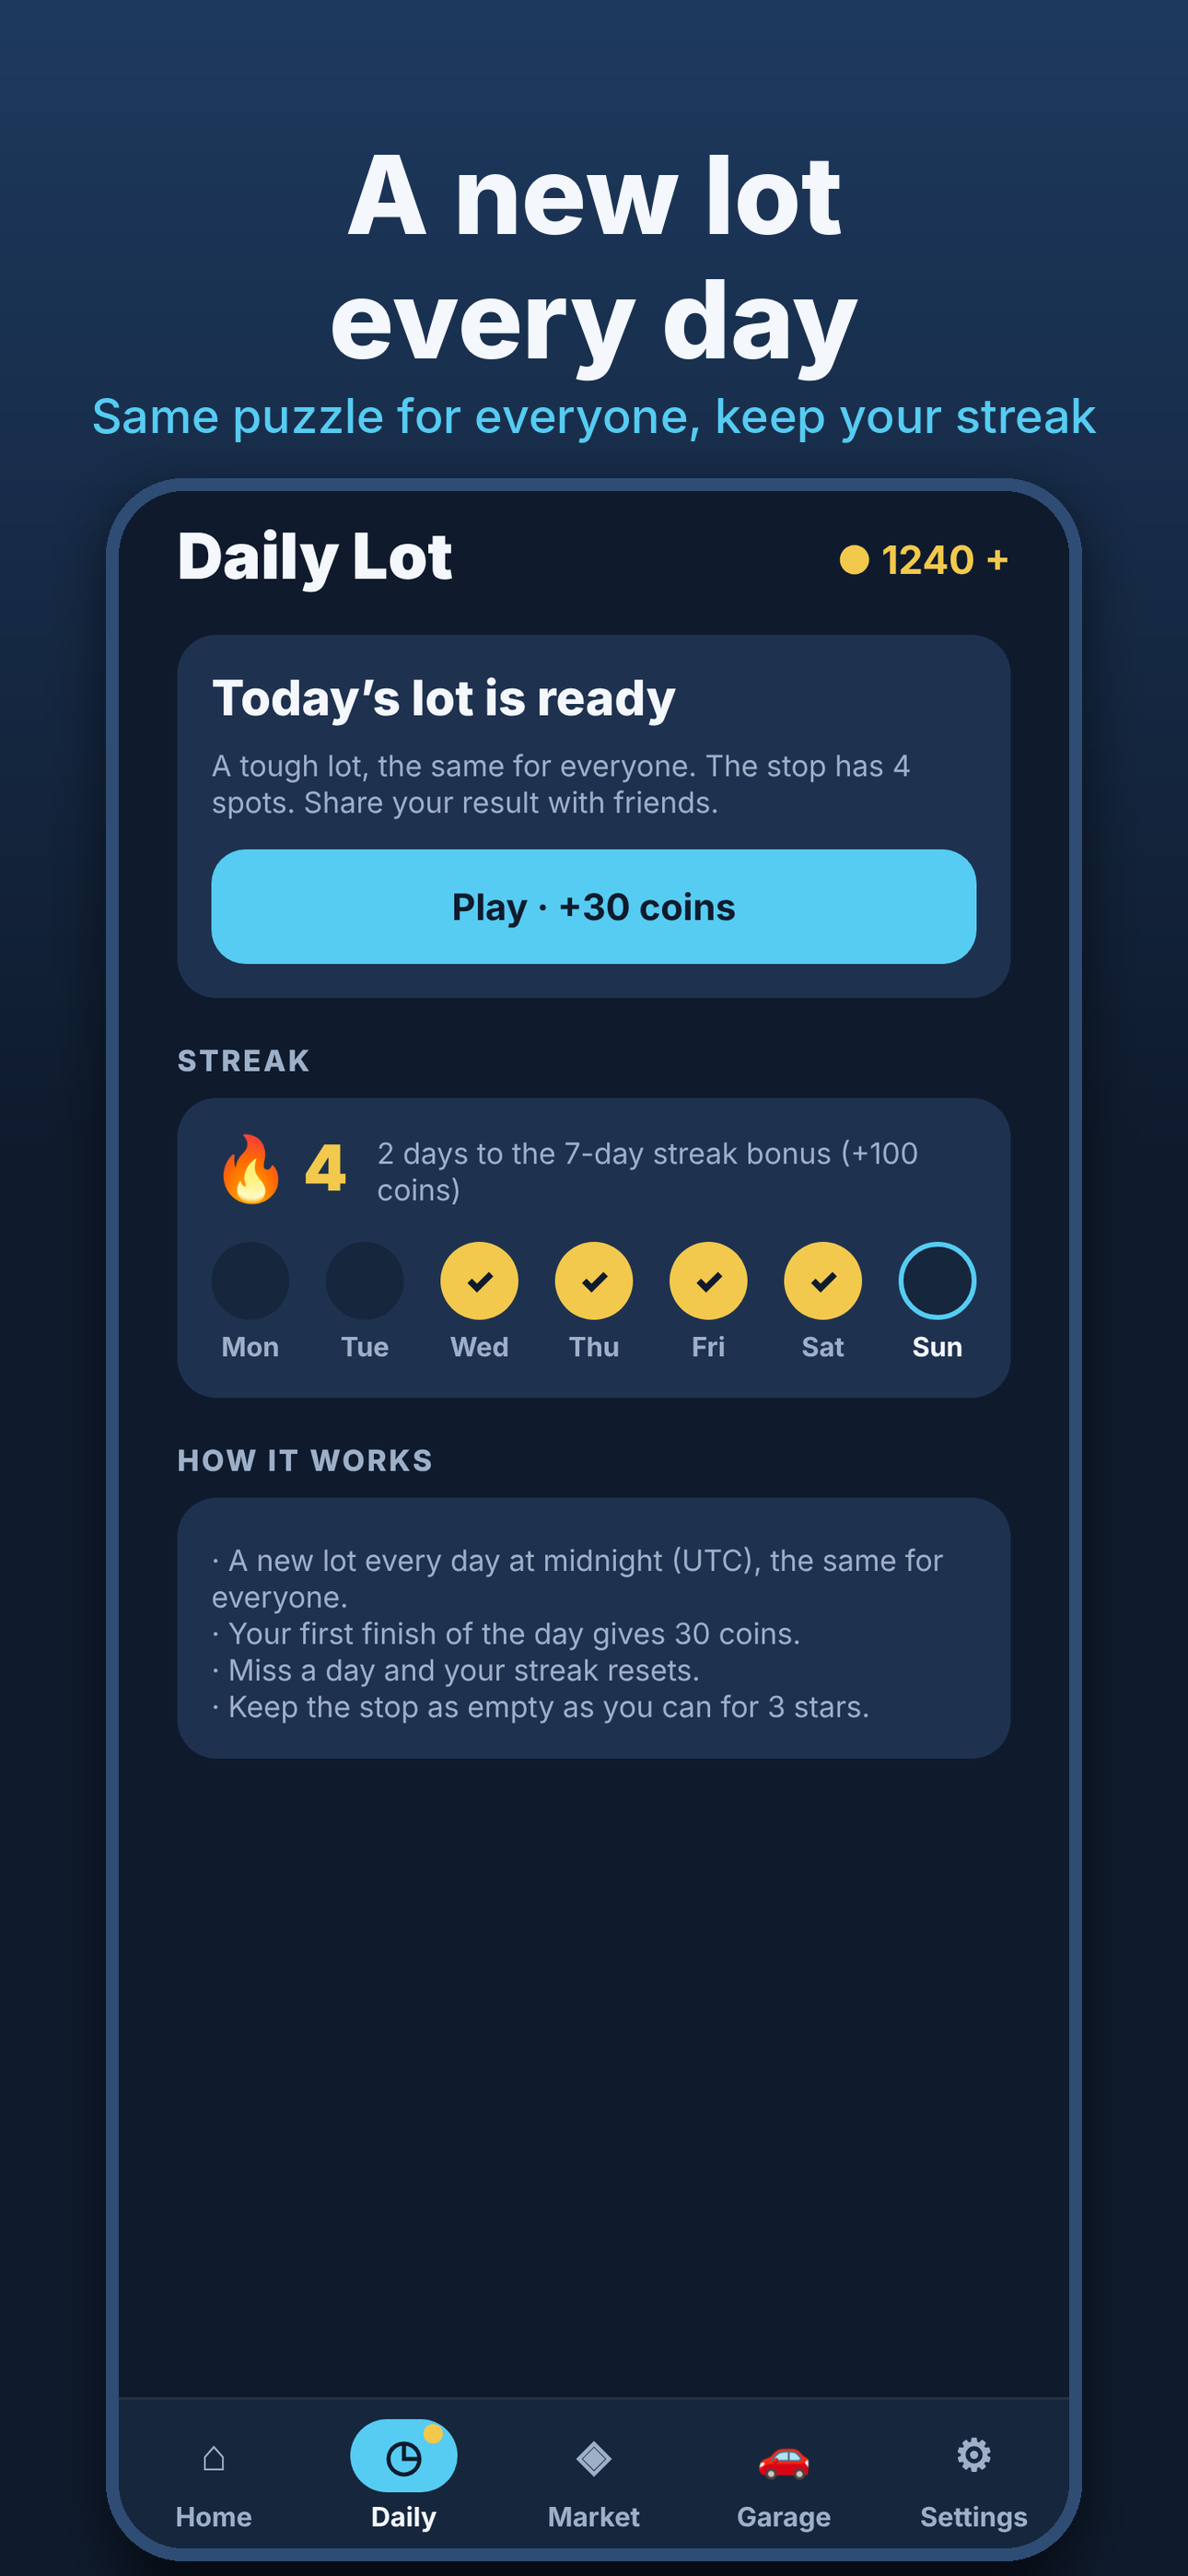 A new lot
every day
Same puzzle for everyone, keep your streak
Daily Lot
1240 +
Today’s lot is ready
A tough lot, the same for everyone. The stop has 4
spots. Share your result with friends.
Play · +30 coins
STREAK
4
2 days to the 7-day streak bonus (+100
coins)
Mon Tue Wed Thu Fri Sat Sun
HOW IT WORKS
· A new lot every day at midnight (UTC), the same for
everyone.
· Your first finish of the day gives 30 coins.
· Miss a day and your streak resets.
· Keep the stop as empty as you can for 3 stars.
Home Daily Market Garage Settings